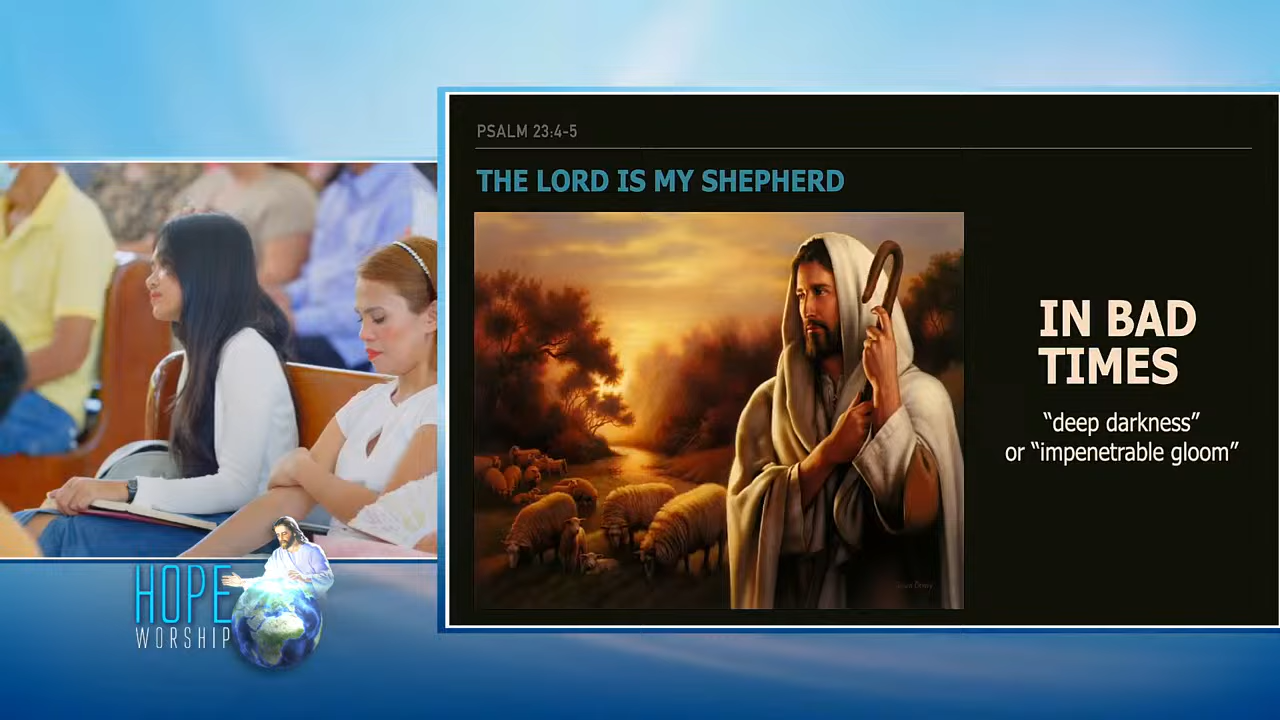 PSALM 23:4-5
THE LORD IS MY SHEPHERD
IN BAD
TIMES
“deep darkness”
or “impenetrable gloom”
HOPE
WORSHIP